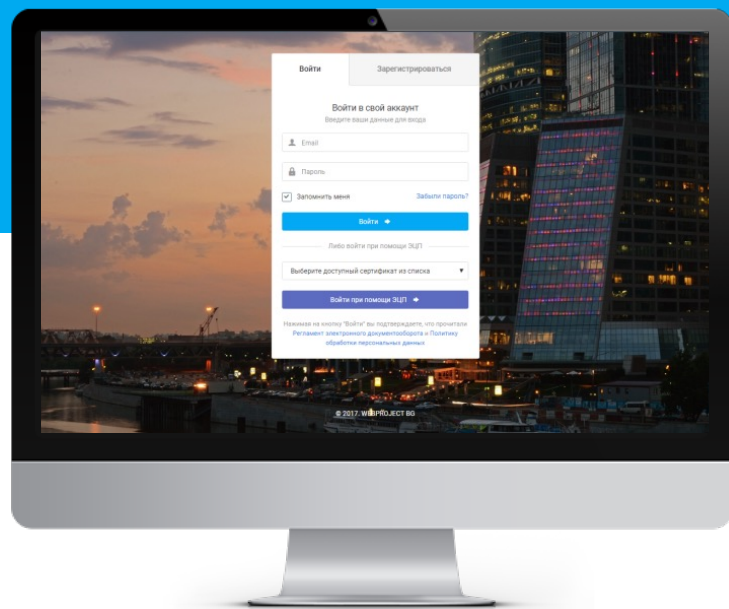 Войти
Зарегистрироваться
Войти в свой аккаунт
Введите ваши данные для входа
Email
Пароль
Запомнить меня
Забыли пароль?
Войти
Либо войти при помощи ЭЦП
Выберите доступный сертификат из списка
Войти при помощи ЭЦП
Нажимая на кнопку "Войти" вы подтверждаете, что прочитали
Регламент электронного документооборота и Политику
обработки персональных данных
© 2017. WEBPROJECT BG